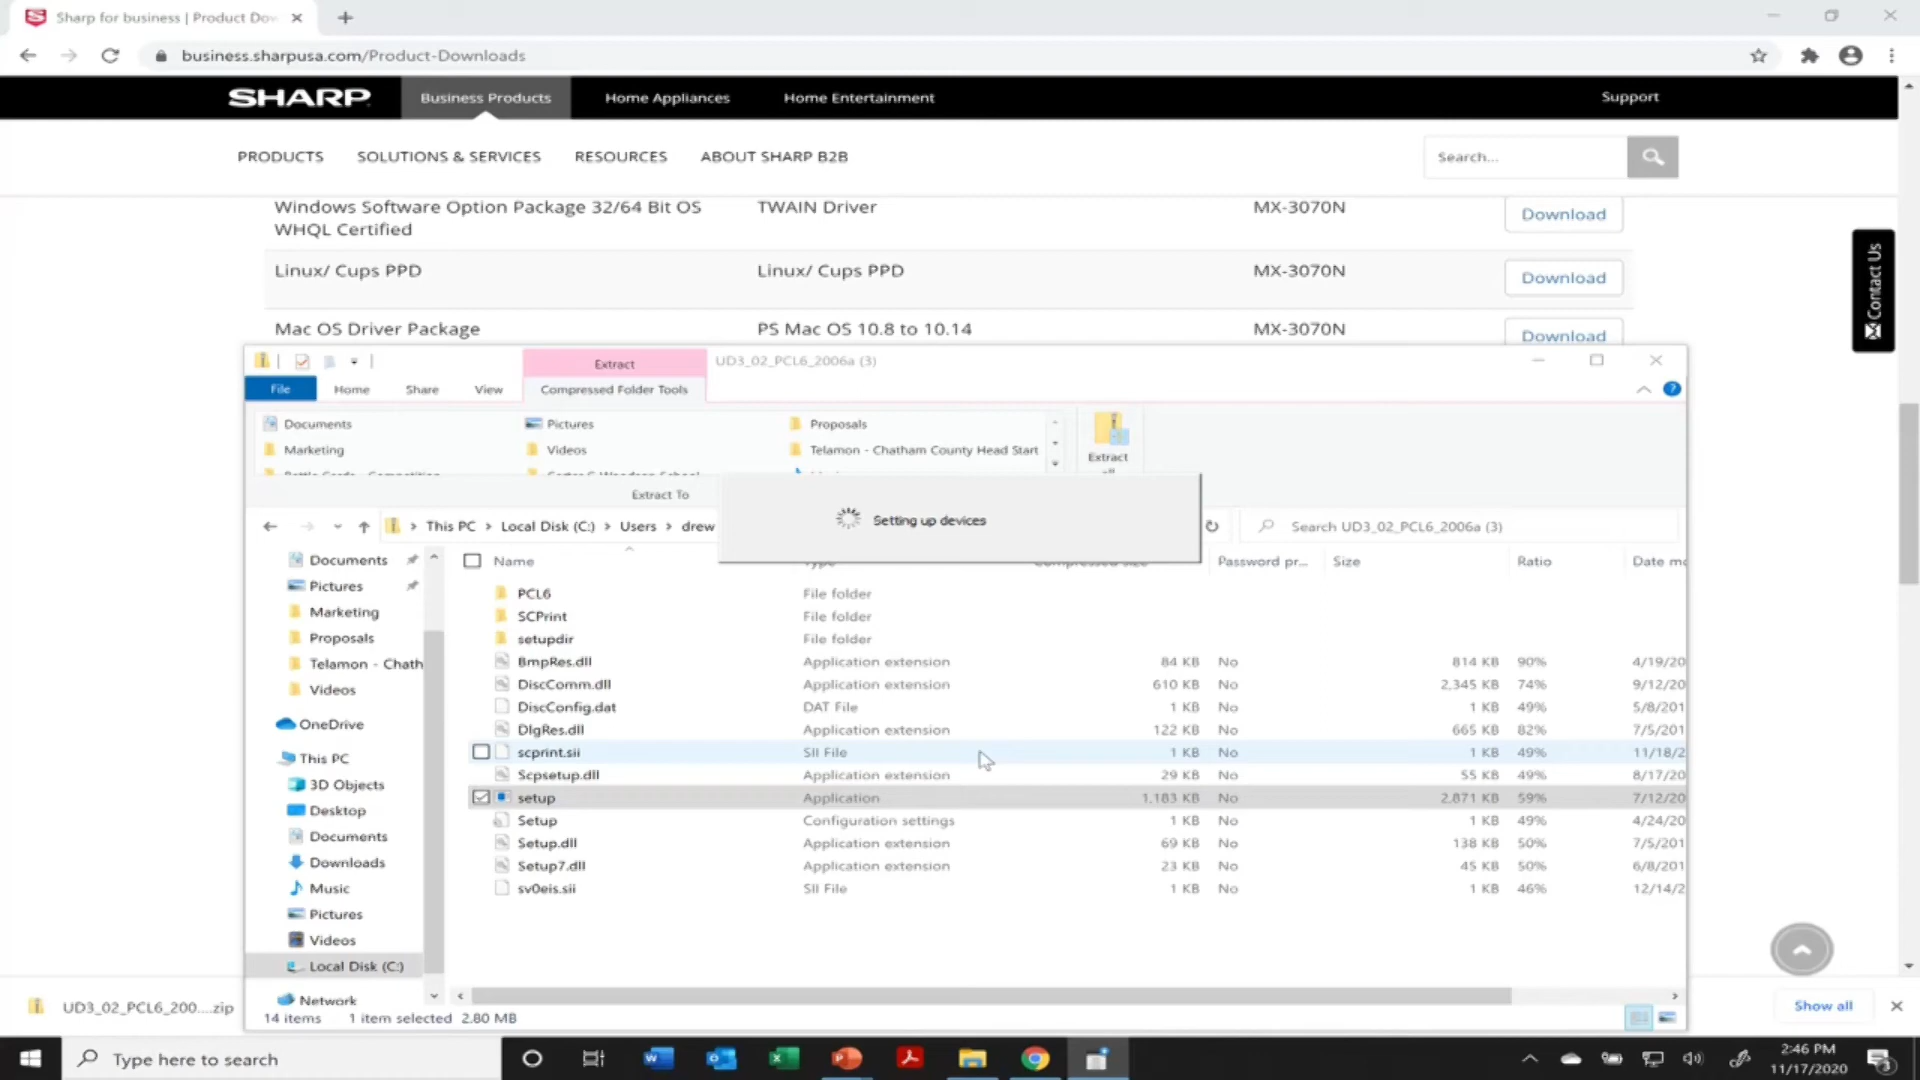 Sharp for business | Product Dow
business.sharpusa.com/Product-Downloads
SHARP Business Products Home Appliances Home Entertainment Support
PRODUCTS SOLUTIONS & SERVICES RESOURCES ABOUT SHARP B2B Search...
Windows Software Option Package 32/64 Bit OS TWAIN Driver MX-3070N Download
WHQL Certified
Linux/ Cups PPD Linux/ Cups PPD MX-3070N Download
Contact Us
Mac OS Driver Package PS Mac OS 10.8 to 10.14 MX-3070N Download
Extract UD3_02_PCL6_2006a (3)
File Home Share View Compressed Folder Tools
Documents Pictures Proposals
Marketing Videos Telamon - Chatham County Head Start Extract
Extract To
Setting up devices
This PC Local Disk (C:) Users drew Search UD3_02_PCL6_2006a (3)
Name Type Compressed size Password pr... Size Ratio Date mo
Documents
Pictures
Marketing
Proposals
Telamon - Chath
Videos
OneDrive
This PC
3D Objects
Desktop
Documents
Downloads
Music
Pictures
Videos
Local Disk (C:)
Network
PCL6 File folder
SCPrint File folder
setupdir File folder
BmpRes.dll Application extension 84 KB No 814 KB 90% 4/19/20
DiscComm.dll Application extension 610 KB No 2,345 KB 74% 9/12/20
DiscConfig.dat DAT File 1 KB No 1 KB 49% 5/8/201
DlgRes.dll Application extension 122 KB No 665 KB 82% 7/5/201
scprint.sii SII File 1 KB No 1 KB 49% 11/18/2
Scpsetup.dll Application extension 29 KB No 55 KB 49% 8/17/20
setup Application 1,183 KB No 2,871 KB 59% 7/12/20
Setup Configuration settings 1 KB No 1 KB 49% 4/24/20
Setup.dll Application extension 69 KB No 138 KB 50% 7/5/201
Setup7.dll Application extension 23 KB No 45 KB 50% 6/8/201
sv0eis.sii SII File 1 KB No 1 KB 46% 12/14/2
14 items 1 item selected 2.80 MB
UD3_02_PCL6_200....zip Show all
Type here to search
2:46 PM
11/17/2020
3